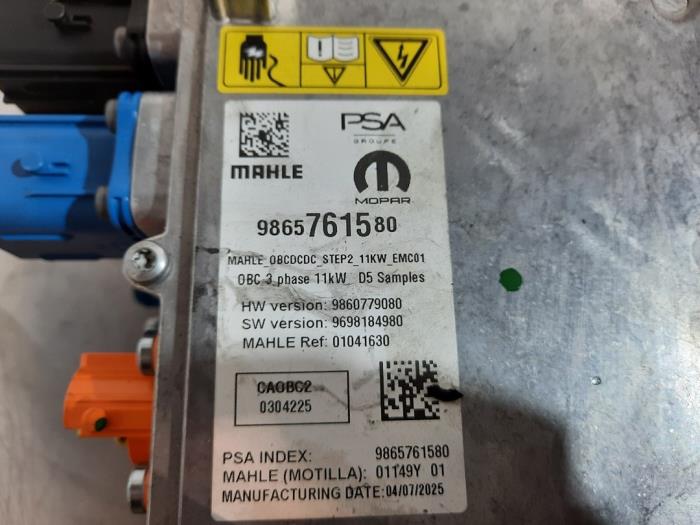 PSA
GROUPE
MAHLE
MOPAR
9865761580
MAHLE_OBCDCDC_STEP2_11KW_EMC01
OBC 3 phase 11kW D5 Samples
HW version: 9860779080
SW version: 9698184980
MAHLE Ref: 01041630
CAOBC2
0304225
PSA INDEX: 9865761580
MAHLE (MOTILLA): 01149Y 01
MANUFACTURING DATE: 04/07/2025